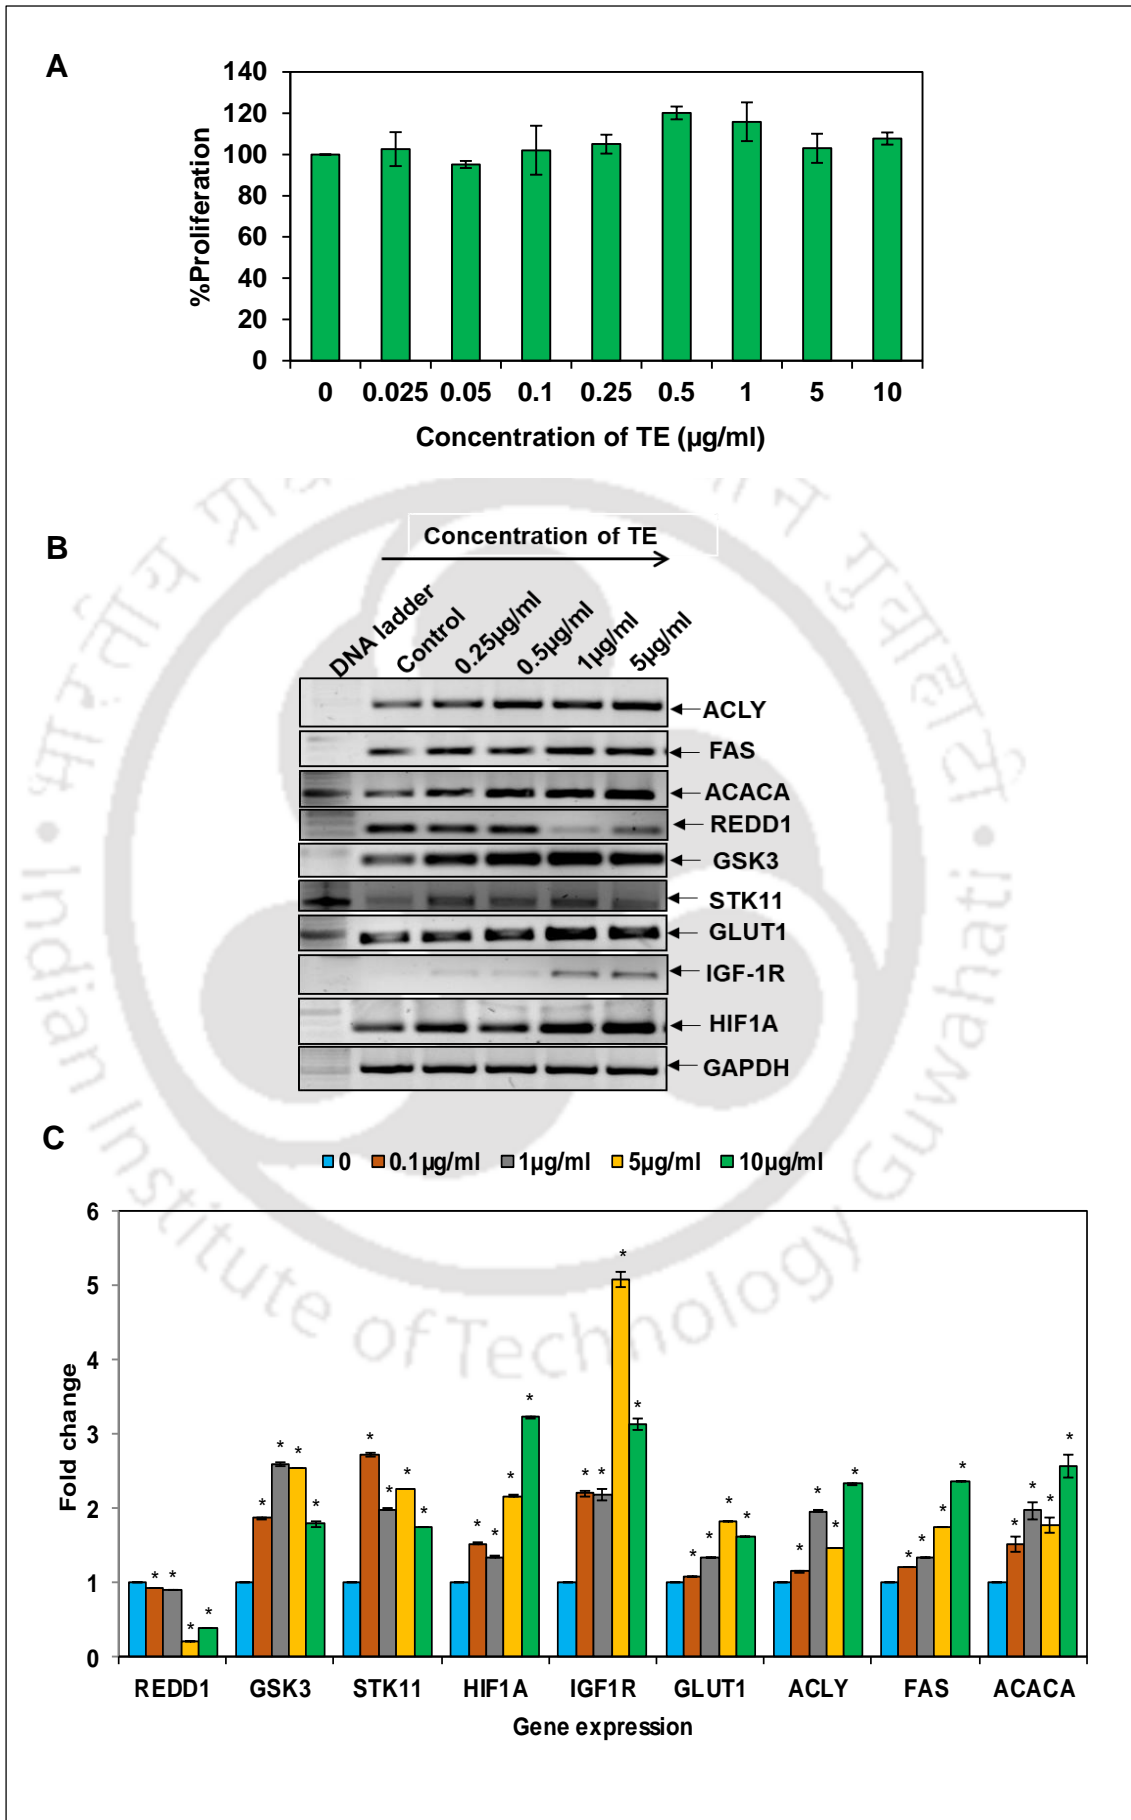 A
140
120
100
80
60
40
20
0
%Proliferation
0 0.025 0.05 0.1 0.25 0.5 1 5 10
Concentration of TE (µg/ml)
B
Concentration of TE
DNA ladder
Control
0.25µg/ml
0.5µg/ml
1µg/ml
5µg/ml
ACLY
FAS
ACACA
REDD1
GSK3
STK11
GLUT1
IGF-1R
HIF1A
GAPDH
भारतीय
गुवाहाटी
Indian Institute of Technology Guwahati
C
0 0.1µg/ml 1µg/ml 5µg/ml 10µg/ml
6
5
4
3
2
1
0
Fold change
* * * *
* * * *
* * * *
* * * *
* * * *
* * * *
* * * *
* * * *
* * * *
REDD1 GSK3 STK11 HIF1A IGF1R GLUT1 ACLY FAS ACACA
Gene expression